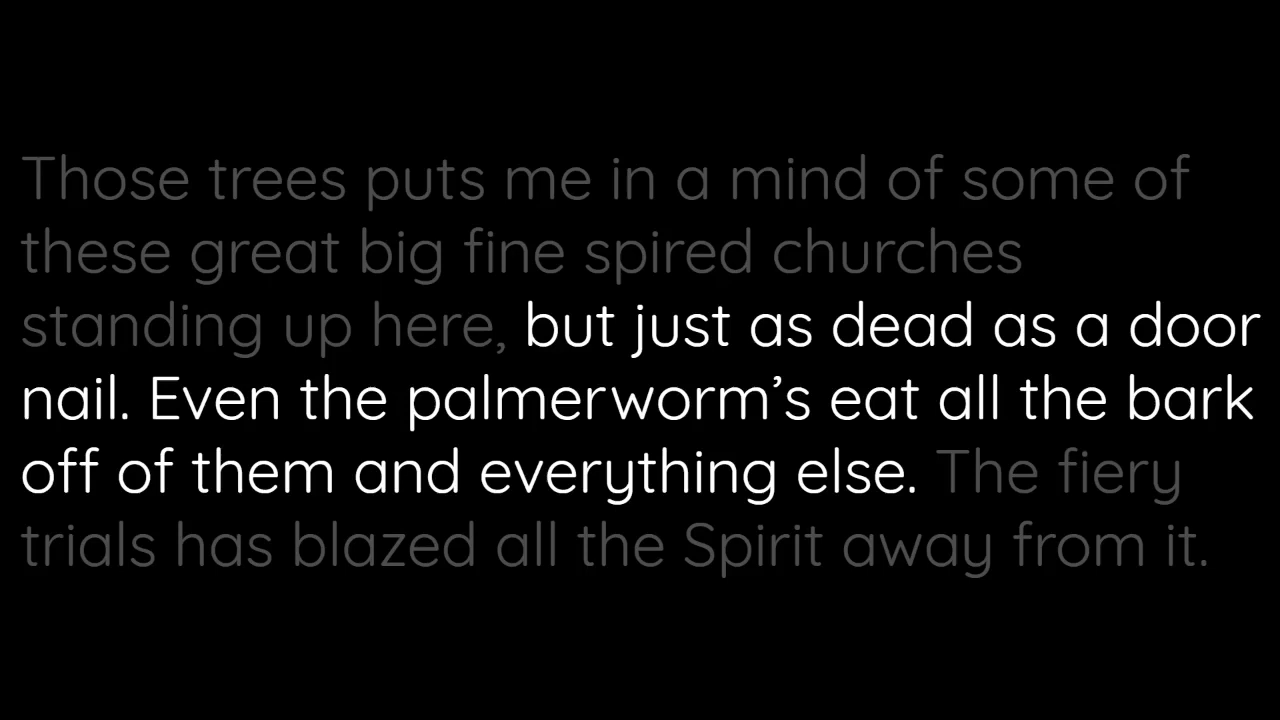 Those trees puts me in a mind of some of
these great big fine spired churches
standing up here, but just as dead as a door
nail. Even the palmerworm’s eat all the bark
off of them and everything else. The fiery
trials has blazed all the Spirit away from it.